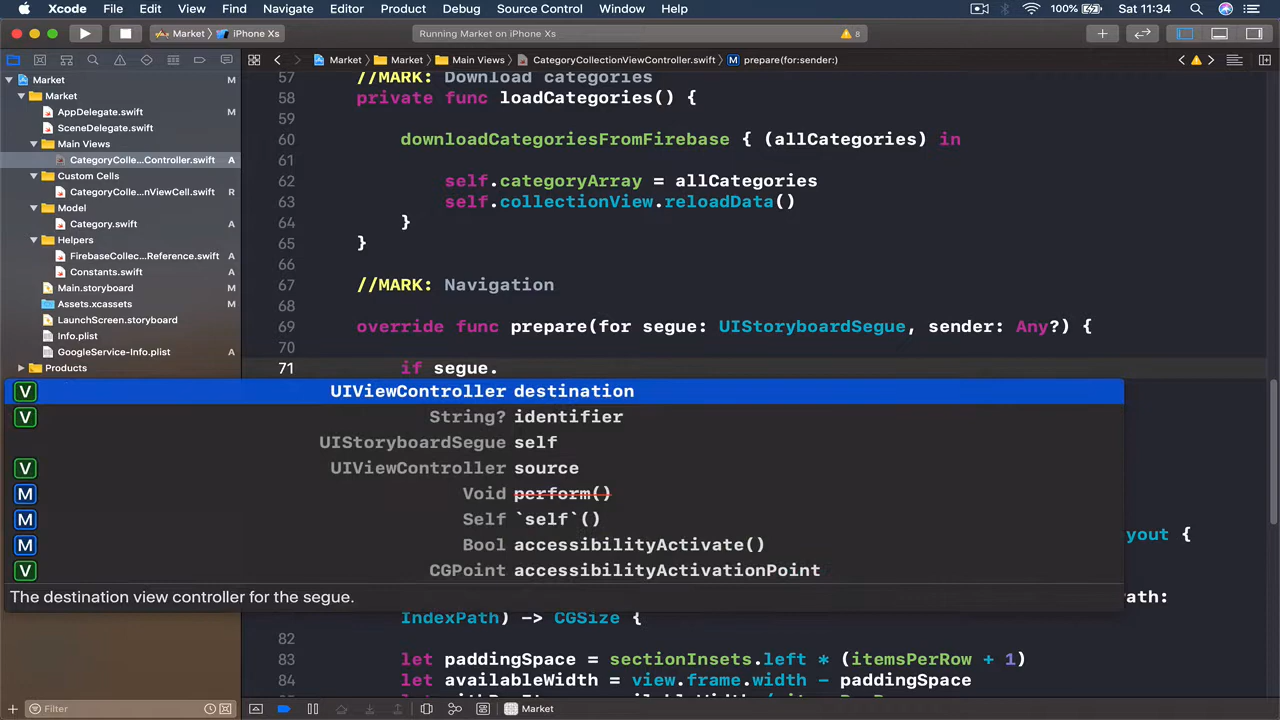 Xcode File Edit View Find Navigate Editor Product Debug Source Control Window Help 100% Sat 11:34
Market iPhone Xs Running Market on iPhone Xs 8
Market Market Main Views CategoryCollectionViewController.swift M prepare(for:sender:)
Market M
Market
AppDelegate.swift M
SceneDelegate.swift
Main Views
CategoryColle...Controller.swift A
Custom Cells
CategoryColle...nViewCell.swift R
Model
Category.swift A
Helpers
FirebaseCollec...Reference.swift A
Constants.swift A
Main.storyboard M
Assets.xcassets M
LaunchScreen.storyboard
Info.plist
GoogleService-Info.plist A
Products
57 //MARK: Download categories
58 private func loadCategories() {
59
60 downloadCategoriesFromFirebase { (allCategories) in
61
62 self.categoryArray = allCategories
63 self.collectionView.reloadData()
64 }
65 }
66
67 //MARK: Navigation
68
69 override func prepare(for segue: UIStoryboardSegue, sender: Any?) {
70
71 if segue.
V UIViewController destination
V String? identifier
UIStoryboardSegue self
V UIViewController source
M Void perform()
M Self `self`()
M Bool accessibilityActivate()
V CGPoint accessibilityActivationPoint
The destination view controller for the segue.
yout {
path:
IndexPath) -> CGSize {
82
83 let paddingSpace = sectionInsets.left * (itemsPerRow + 1)
84 let availableWidth = view.frame.width - paddingSpace
Filter Market